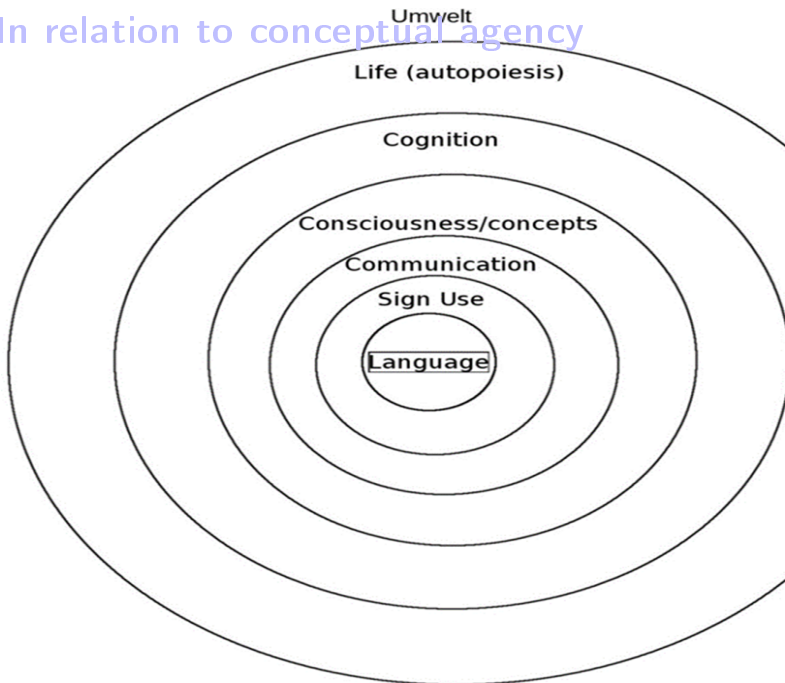 Umwelt
In relation to conceptual agency
Life (autopoiesis)
Cognition
Consciousness/concepts
Communication
Sign Use
Language